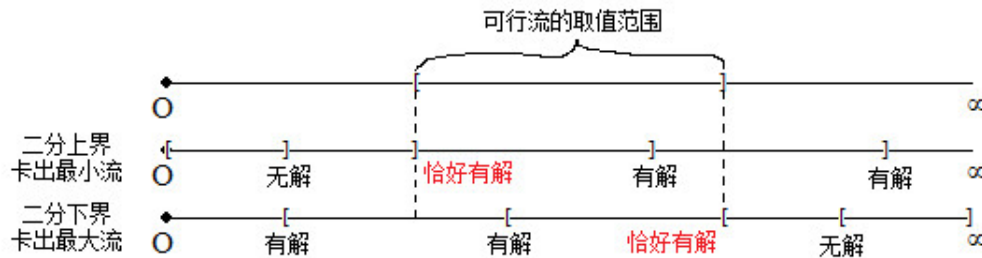 可行流的取值范围
O ∞
二分上界
卡出最小流
O 无解 恰好有解 有解 有解 ∞
二分下界
卡出最大流
O 有解 有解 恰好有解 无解 ∞